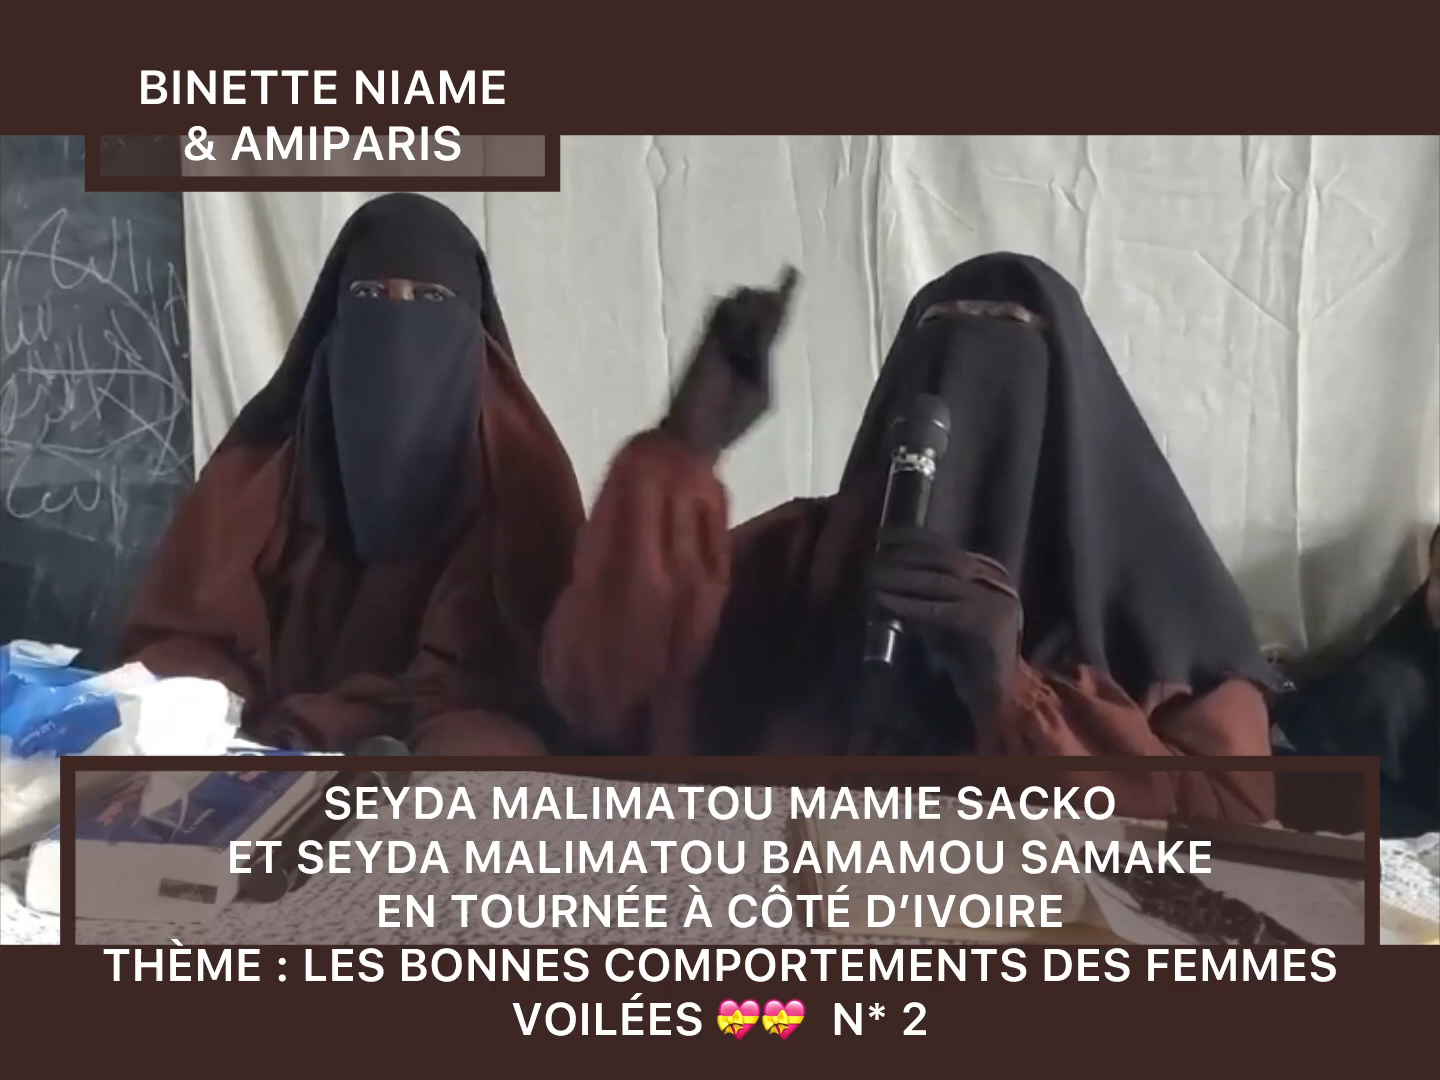 BINETTE NIAME
& AMIPARIS
SEYDA MALIMATOU MAMIE SACKO
ET SEYDA MALIMATOU BAMAMOU SAMAKE
EN TOURNÉE À CÔTÉ D’IVOIRE
THÈME : LES BONNES COMPORTEMENTS DES FEMMES
VOILÉES 💝💝 N* 2